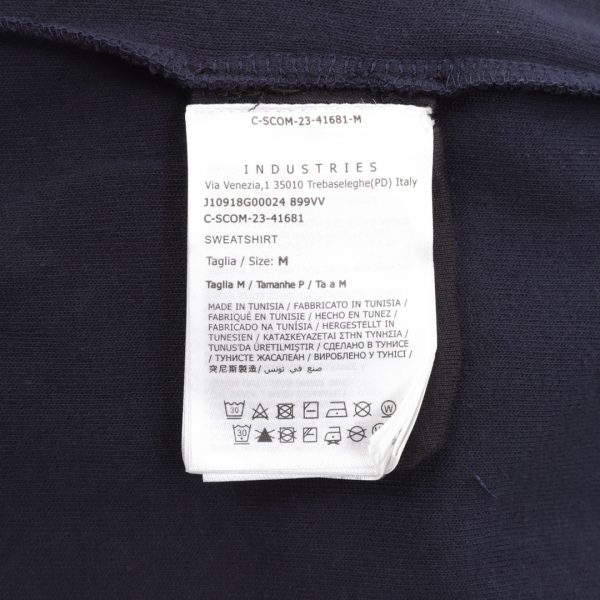 C-SCOM-23-41681-M
INDUSTRIES
Via Venezia,1 35010 Trebaseleghe(PD) Italy
J10918G00024 899VV
C-SCOM-23-41681
SWEATSHIRT
Taglia / Size: M
Taglia M / Tamanhe P / Ta a M
MADE IN TUNISIA / FABBRICATO IN TUNISIA /
FABRIQUÉ EN TUNISIE / HECHO EN TUNEZ /
FABRICADO NA TUNÍSIA / HERGESTELLT IN
TUNESIEN / ΚΑΤΑΣΚΕΥΑΖΕΤΑΙ ΣΤΗΝ ΤΥΝΗΣΙΑ /
TUNUS'DA ÜRETILMIŞTIR / СДЕЛАНО В ТУНИСЕ
/ ТУНИСТЕ ЖАСАЛҒАН / ВИРОБЛЕНО У ТУНІСІ /
突尼斯製造 / صنع في تونس
30 W
30 W